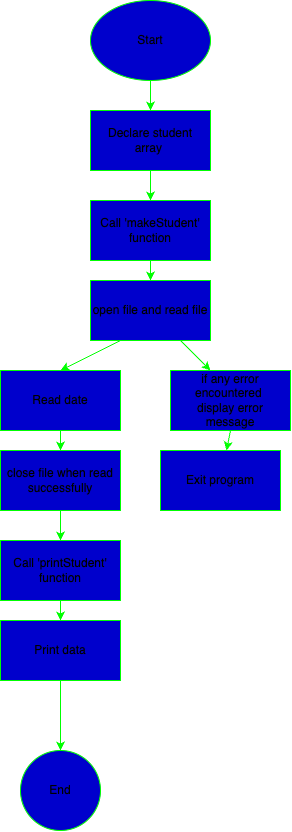 Start
Declare student
array
Call 'makeStudent'
function
open file and read file
Read data
if any error
encountered
display error
message
close file when read
successfully
Exit program
Call 'printStudent'
function
Print data
End